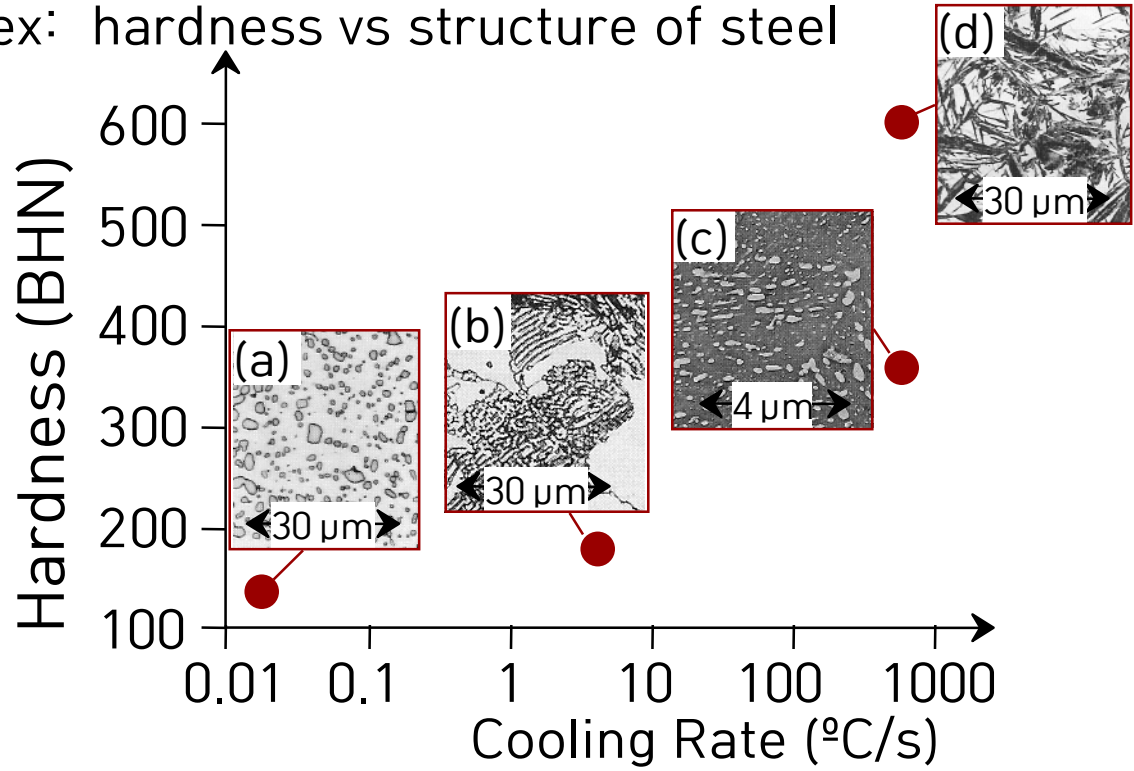 ex: hardness vs structure of steel
Hardness (BHN)
600
500
400
300
200
100
(a)
30 µm
(b)
30 µm
(c)
4 µm
(d)
30 µm
0.01 0.1 1 10 100 1000
Cooling Rate (ºC/s)